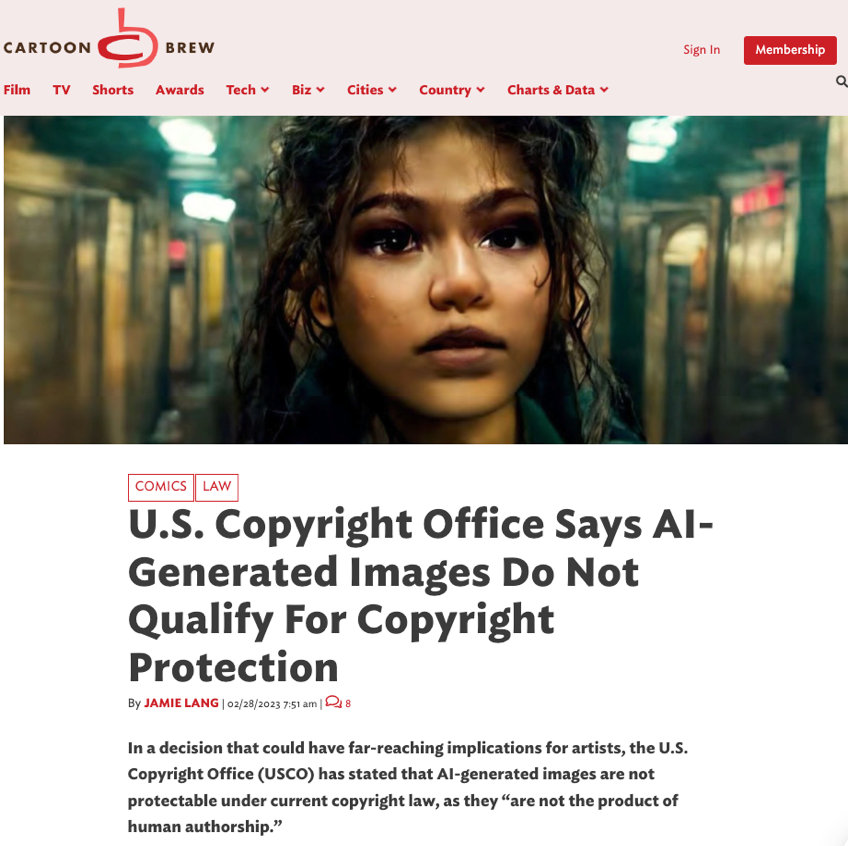 CARTOON BREW
Sign In
Membership
Film TV Shorts Awards Tech Biz Cities Country Charts & Data
COMICS LAW
U.S. Copyright Office Says AI-
Generated Images Do Not
Qualify For Copyright
Protection
By JAMIE LANG | 02/28/2023 7:51 am | 8
In a decision that could have far-reaching implications for artists, the U.S.
Copyright Office (USCO) has stated that AI-generated images are not
protectable under current copyright law, as they “are not the product of
human authorship.”